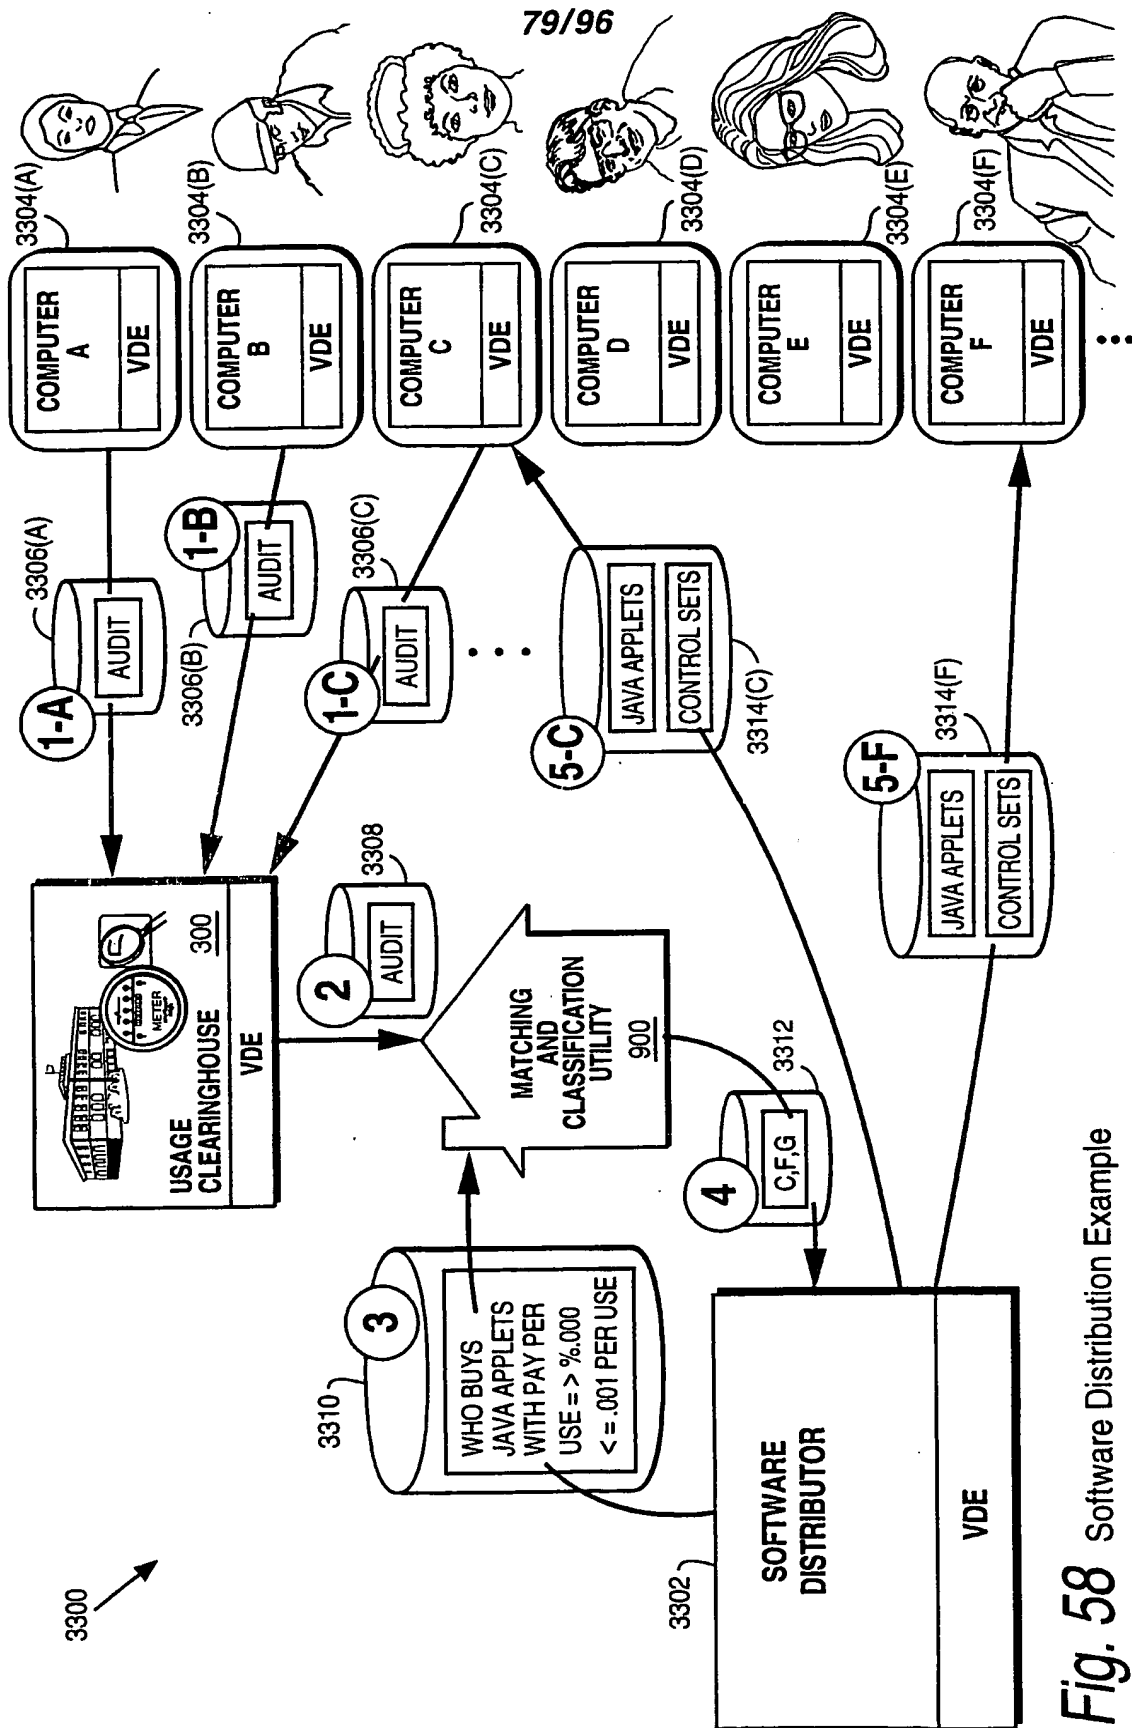 79/96
3300
3302
SOFTWARE
DISTRIBUTOR
VDE
3310
3
WHO BUYS
JAVA APPLETS
WITH PAY PER
USE = > %.000
< = .001 PER USE
USAGE
CLEARINGHOUSE
300
METER
VDE
2
AUDIT
3308
MATCHING
AND
CLASSIFICATION
UTILITY
900
4
C,F,G
3312
1-A
AUDIT
3306(A)
1-B
AUDIT
3306(B)
1-C
AUDIT
3306(C)
5-C
JAVA APPLETS
CONTROL SETS
3314(C)
5-F
JAVA APPLETS
CONTROL SETS
3314(F)
COMPUTER
A
VDE
3304(A)
COMPUTER
B
VDE
3304(B)
COMPUTER
C
VDE
3304(C)
COMPUTER
D
VDE
3304(D)
COMPUTER
E
VDE
3304(E)
COMPUTER
F
VDE
3304(F)
Fig. 58 Software Distribution Example